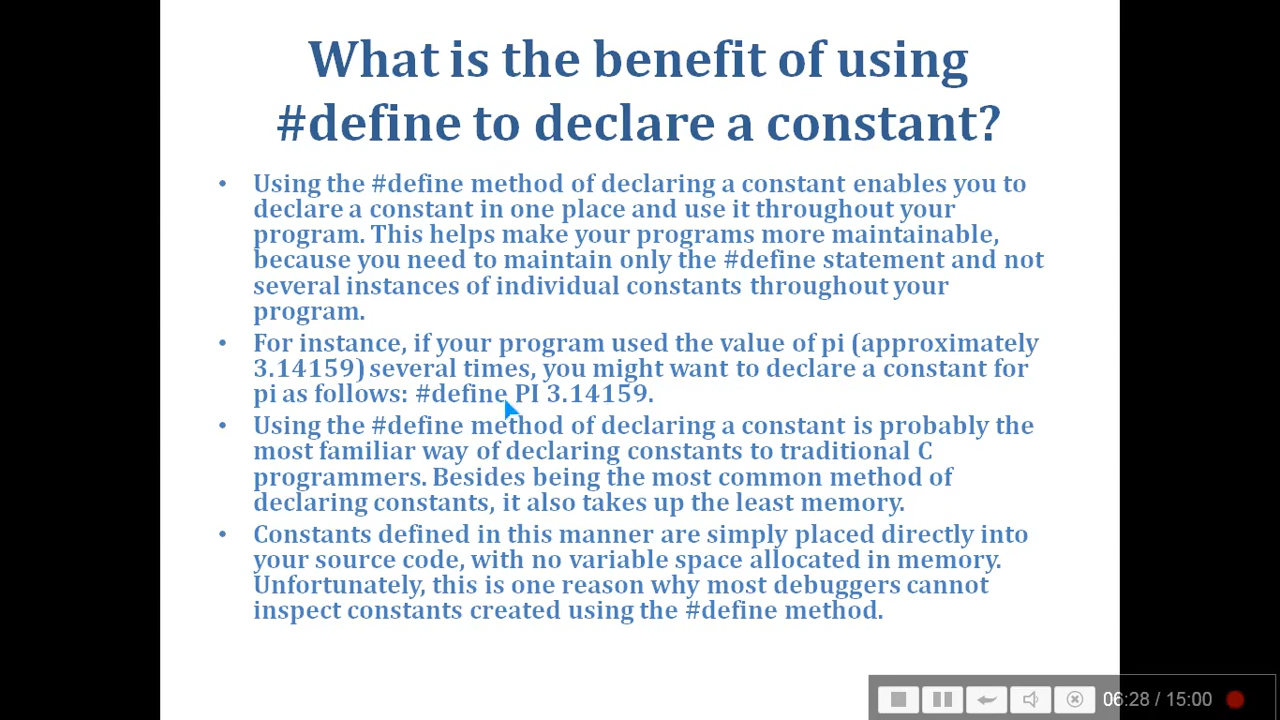 What is the benefit of using
#define to declare a constant?
• Using the #define method of declaring a constant enables you to
declare a constant in one place and use it throughout your
program. This helps make your programs more maintainable,
because you need to maintain only the #define statement and not
several instances of individual constants throughout your
program.
• For instance, if your program used the value of pi (approximately
3.14159) several times, you might want to declare a constant for
pi as follows: #define PI 3.14159.
• Using the #define method of declaring a constant is probably the
most familiar way of declaring constants to traditional C
programmers. Besides being the most common method of
declaring constants, it also takes up the least memory.
• Constants defined in this manner are simply placed directly into
your source code, with no variable space allocated in memory.
Unfortunately, this is one reason why most debuggers cannot
inspect constants created using the #define method.
06:28 / 15:00